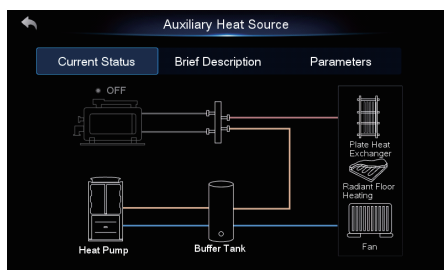 Auxiliary Heat Source
Current Status
Brief Description
Parameters
OFF
Plate Heat
Exchanger
Radiant Floor
Heating
Fan
Heat Pump
Buffer Tank